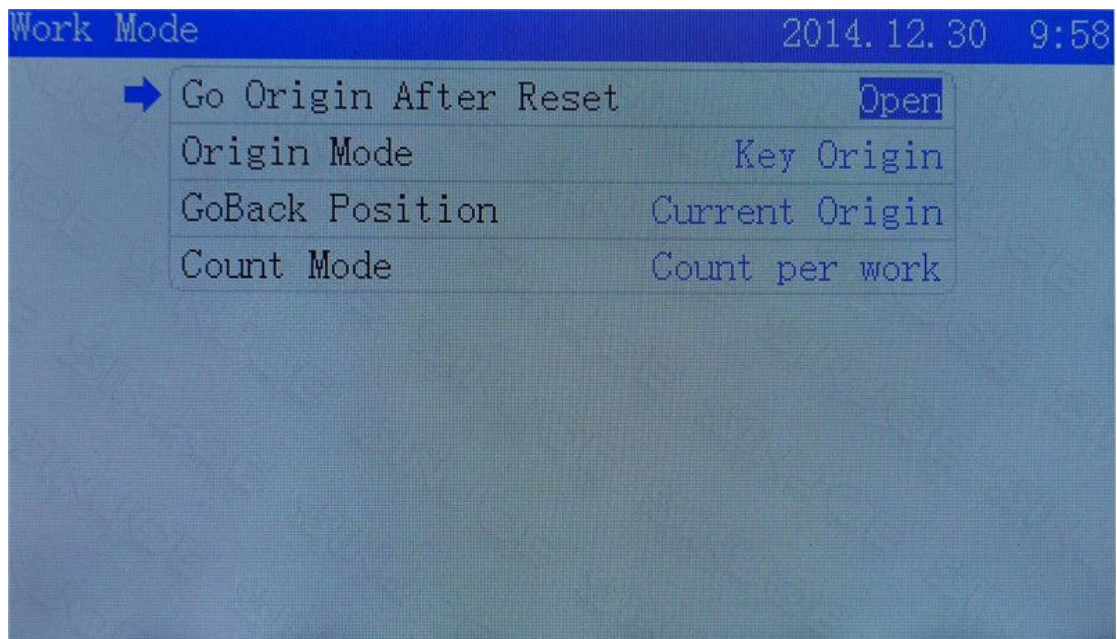 Work Mode 2014.12.30 9:58
Go Origin After Reset Open
Origin Mode Key Origin
GoBack Position Current Origin
Count Mode Count per work